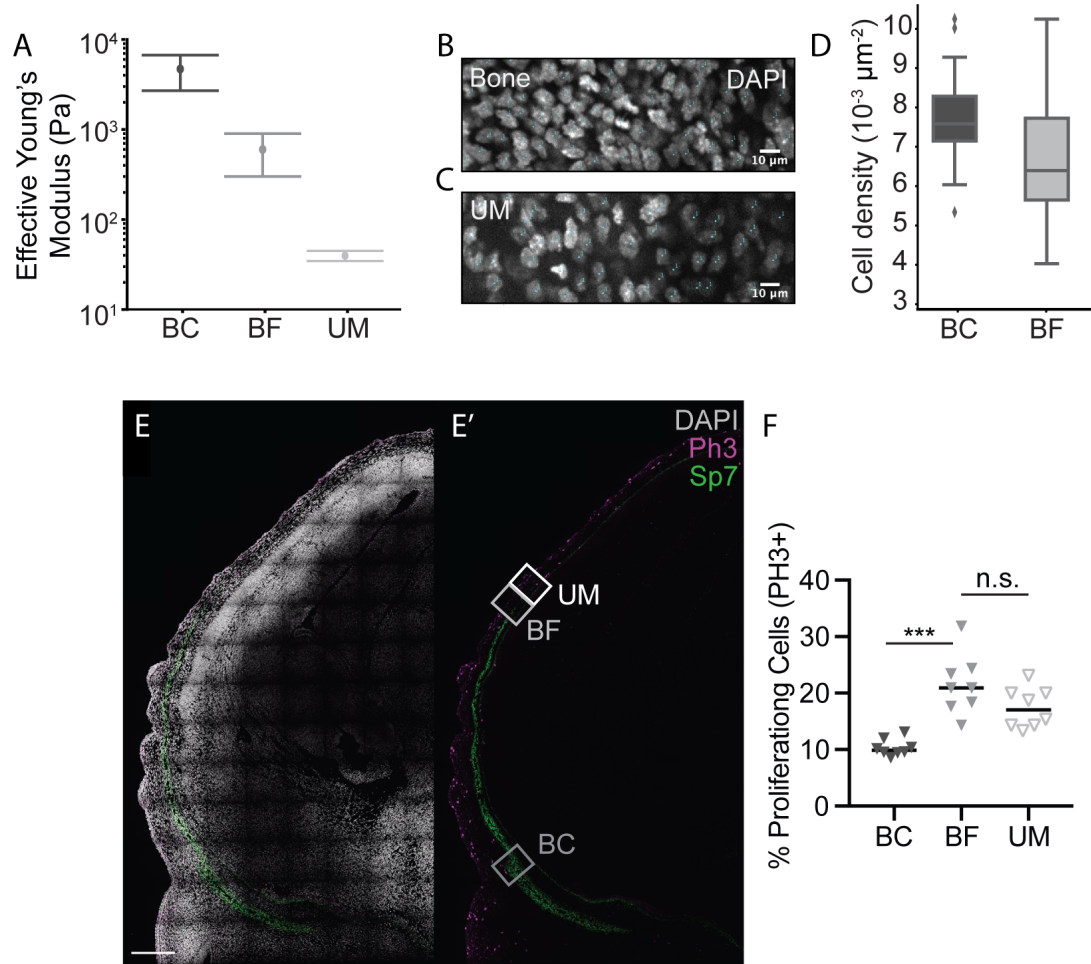 A
Effective Young's
Modulus (Pa)
10⁴
10³
10²
10¹
BC
BF
UM
B
Bone
DAPI
10 µm
C
UM
10 µm
D
Cell density (10⁻³ µm⁻²)
10
9
8
7
6
5
4
3
BC
BF
E
E'
DAPI
Ph3
Sp7
UM
BF
BC
F
% Proliferationg Cells (PH3+)
40
30
20
10
0
***
n.s.
BC
BF
UM